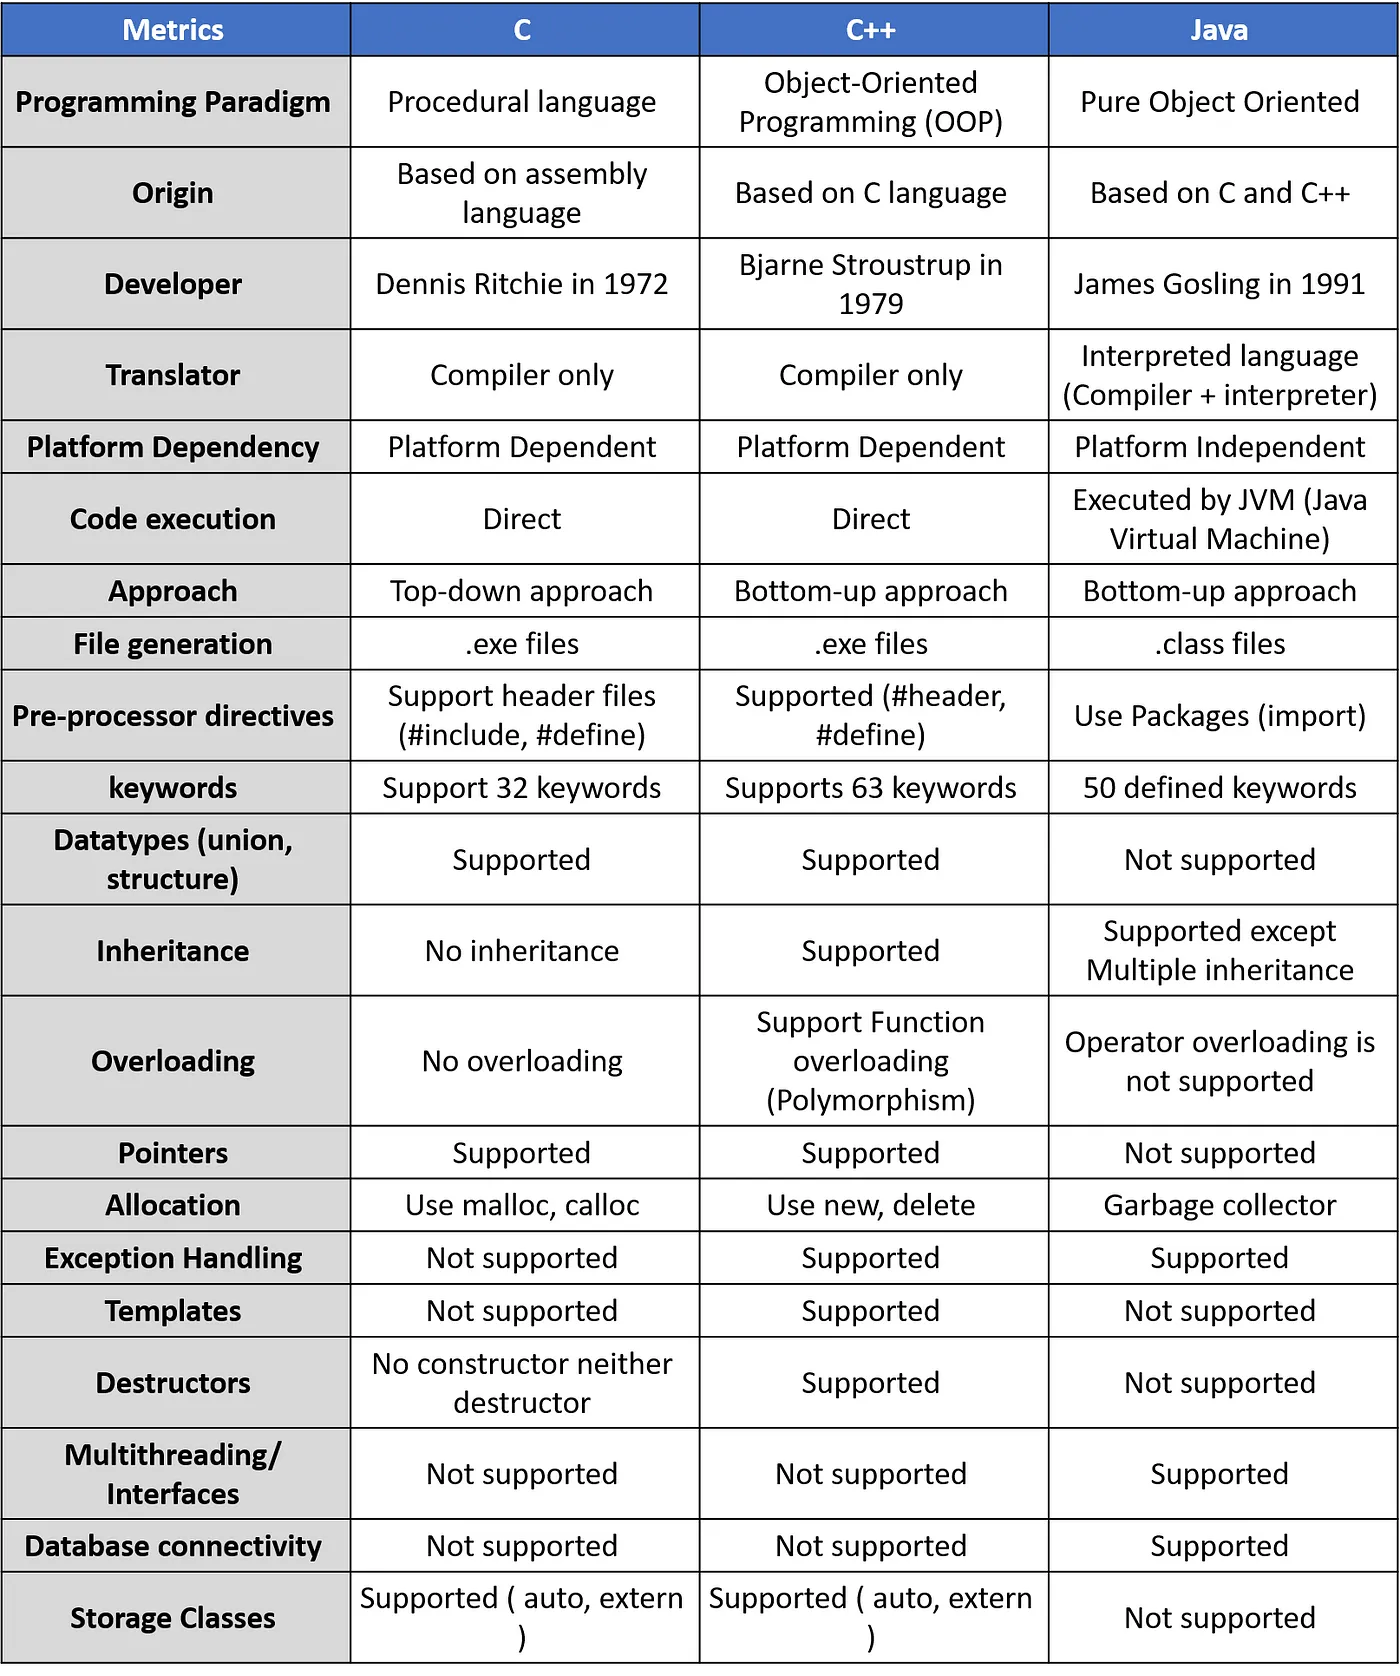 Metrics C C++ Java
Programming Paradigm Procedural language Object-Oriented Programming (OOP) Pure Object Oriented
Origin Based on assembly language Based on C language Based on C and C++
Developer Dennis Ritchie in 1972 Bjarne Stroustrup in 1979 James Gosling in 1991
Translator Compiler only Compiler only Interpreted language (Compiler + interpreter)
Platform Dependency Platform Dependent Platform Dependent Platform Independent
Code execution Direct Direct Executed by JVM (Java Virtual Machine)
Approach Top-down approach Bottom-up approach Bottom-up approach
File generation .exe files .exe files .class files
Pre-processor directives Support header files (#include, #define) Supported (#header, #define) Use Packages (import)
keywords Support 32 keywords Supports 63 keywords 50 defined keywords
Datatypes (union, structure) Supported Supported Not supported
Inheritance No inheritance Supported Supported except Multiple inheritance
Overloading No overloading Support Function overloading (Polymorphism) Operator overloading is not supported
Pointers Supported Supported Not supported
Allocation Use malloc, calloc Use new, delete Garbage collector
Exception Handling Not supported Supported Supported
Templates Not supported Supported Not supported
Destructors No constructor neither destructor Supported Not supported
Multithreading/ Interfaces Not supported Not supported Supported
Database connectivity Not supported Not supported Supported
Storage Classes Supported ( auto, extern ) Supported ( auto, extern ) Not supported